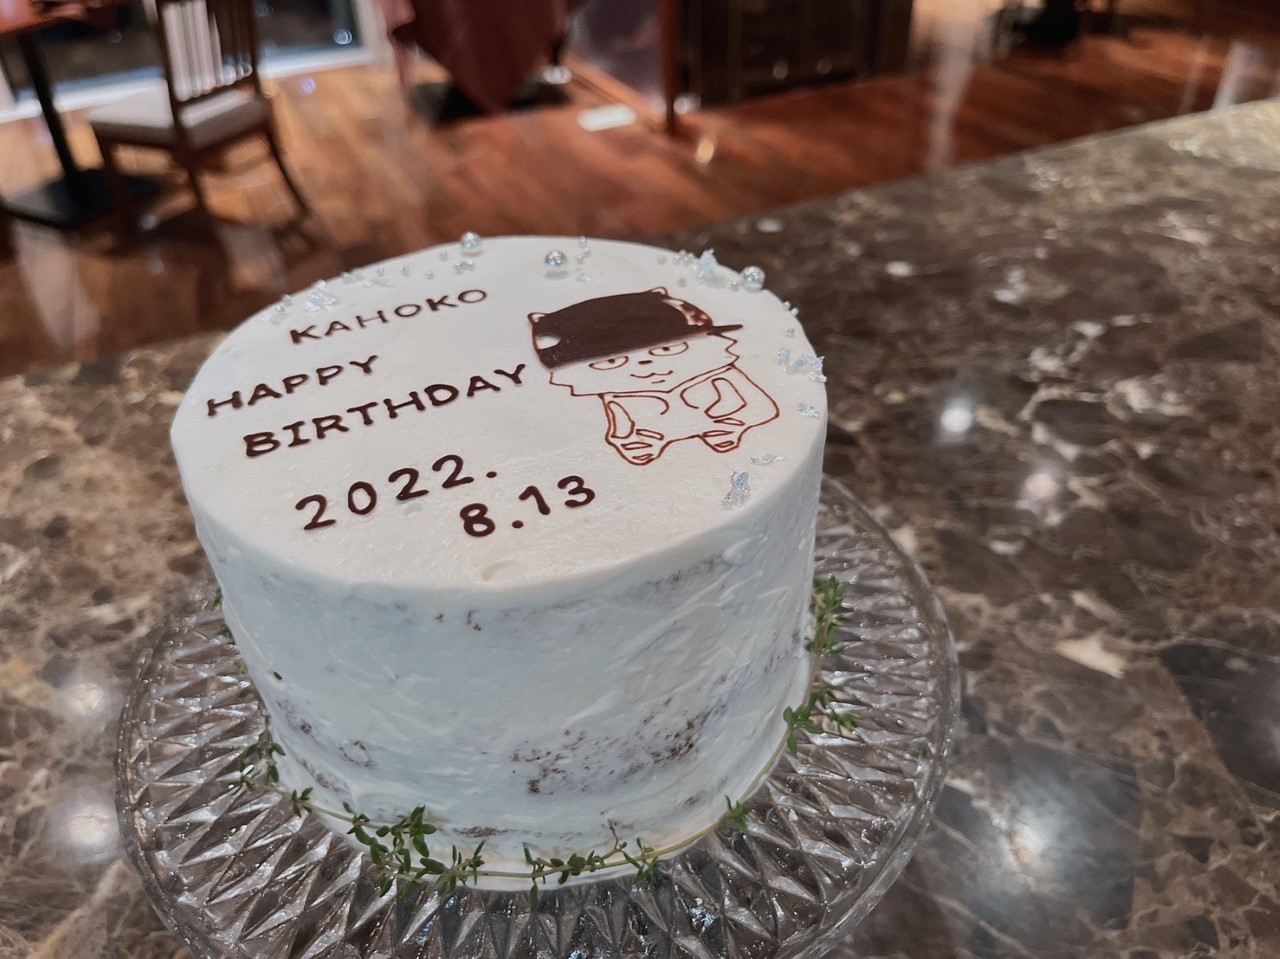 KAHOKO
HAPPY
BIRTHDAY
2022.
8.13